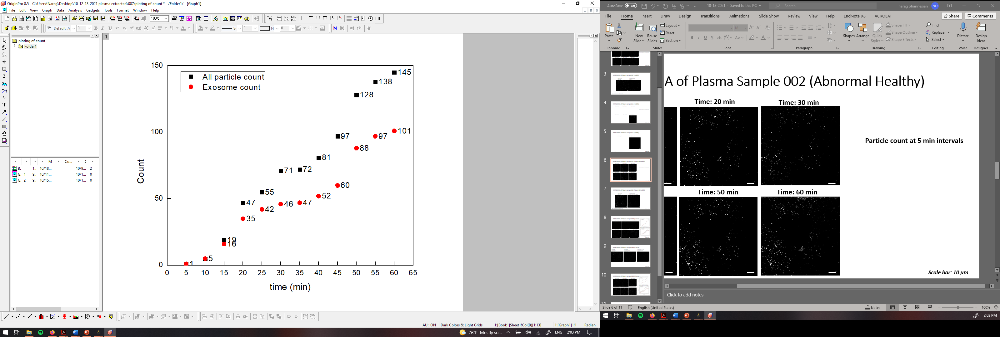 OriginPro 8.5 - C:\Users\Nareg\Desktop\10-12-13-2021 plasma extracted\087\ploting of count * - /Folder1/ - [Graph1]
File Edit View Graph Data Analysis Gadgets Tools Format Window Help
100%
Default: A 0 B I U
0 N 0
ploting of count
Folder1
M Co... C
B. 1.. 10/18... 10/9... 2
G. 1 9.. 10/11... 10/1... 0
G. 2 9.. 10/15... 10/1... 0
1
150
100
50
0
Count
All particle count
Exosome count
145
138
128
97
81
72
71
55
47
19
101
97
88
60
52
47
46
42
35
16
5
1
0 5 10 15 20 25 30 35 40 45 50 55 60 65
time (min)
AU : ON Dark Colors & Light Grids 1:[Book1]Sheet1!Col(B)[1:13] 1:[Graph1]1!1 Radian
76°F Mostly su... ENG 2:03 PM
AutoSave Off 10-18-2021 - Saved to this PC Search nareg ohannesian NO
File Home Insert Draw Design Transitions Animations Slide Show Review View Help EndNote X8 ACROBAT Share Comments
Paste New Slide Reuse Slides Layout Reset Section
18
B I U S ab AV Aa A
Shapes Arrange Quick Styles Shape Fill Shape Outline Shape Effects
Find Replace Select Dictate Design Ideas
Clipboard Slides Font Paragraph Drawing Editing Voice Designer
3
4
5
6
7
8
9
10
11
A of Plasma Sample 002 (Abnormal Healthy)
Time: 20 min Time: 30 min
Particle count at 5 min intervals
Time: 50 min Time: 60 min
Scale bar: 10 µm
Click to add notes
Slide 6 of 11 English (United States) Notes 100%
2:03 PM